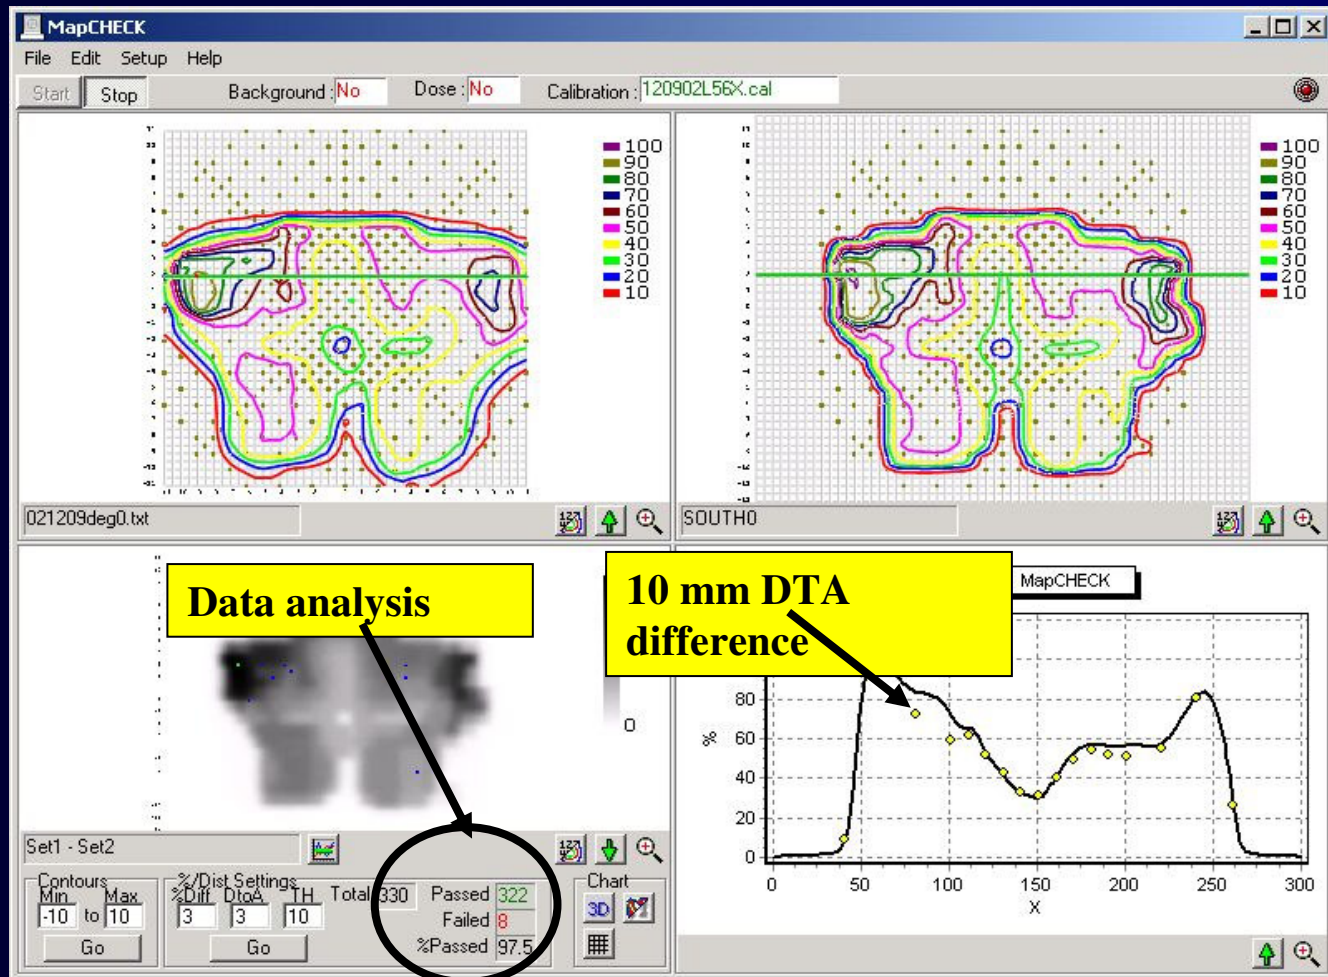 MapCHECK
File Edit Setup Help
Start Stop Background : No Dose : No Calibration : 120902L56X.cal
100
90
80
70
60
50
40
30
20
10
100
90
80
70
60
50
40
30
20
10
021209deg0.txt
SOUTH0
Data analysis
0
10 mm DTA
difference
MapCHECK
%
80
60
40
20
0
0 50 100 150 200 250 300
X
Set1 - Set2
Contours
Min Max
-10 to 10
Go
%/Dist Settings
%Diff DtoA TH
3 3 10
Go
Total 330
Passed 322
Failed 8
%Passed 97.5
Chart
3D